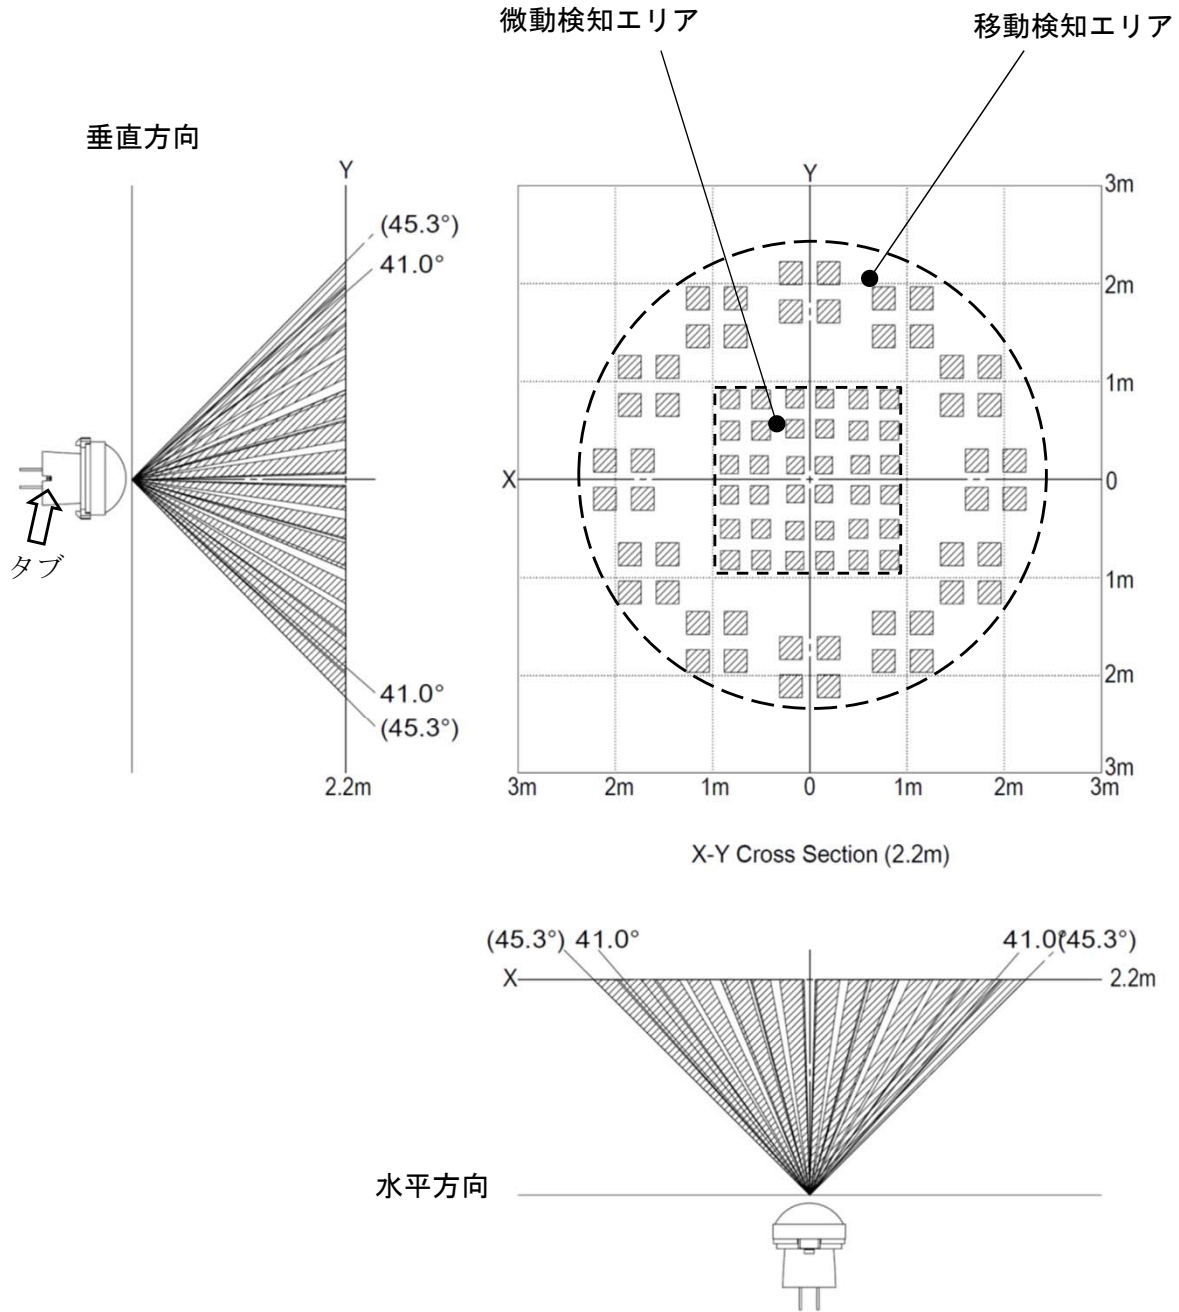 微動検知エリア
移動検知エリア
垂直方向
Y
(45.3°)
41.0°
タブ
41.0°
(45.3°)
2.2m
Y
3m
2m
1m
X
0
1m
2m
3m
3m 2m 1m 0 1m 2m 3m
X-Y Cross Section (2.2m)
(45.3°) 41.0° 41.0°(45.3°)
X 2.2m
水平方向